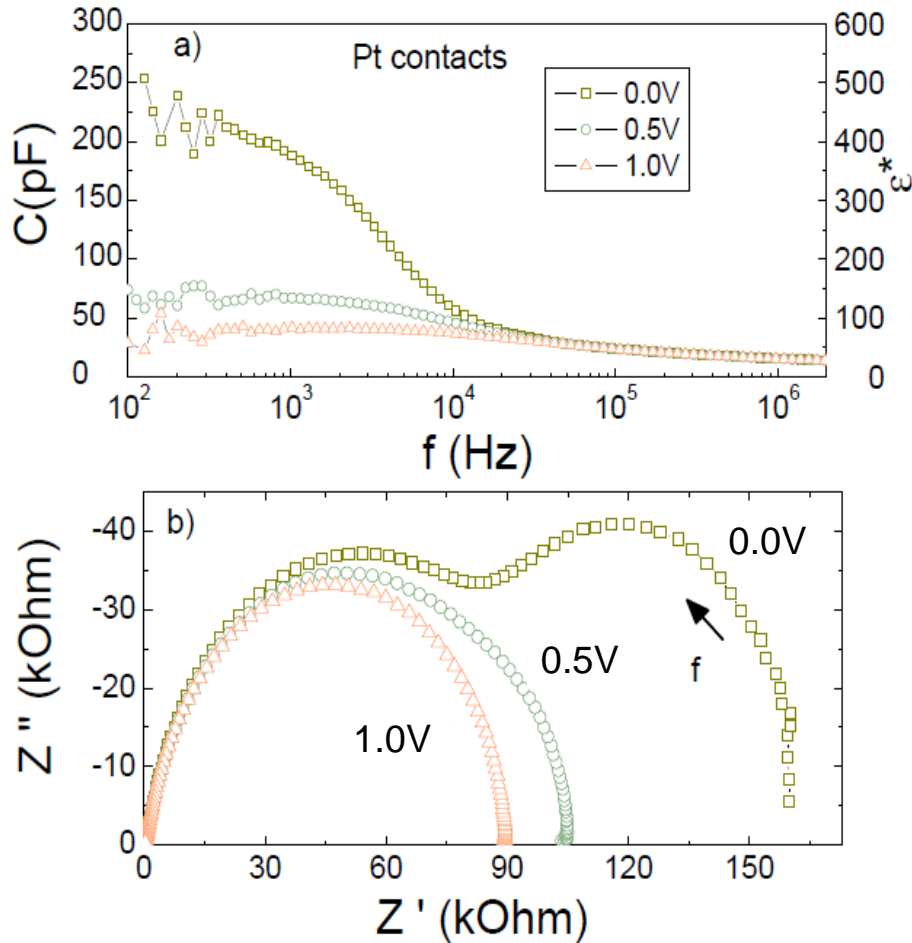 a)
Pt contacts
0.0V
0.5V
1.0V
C(pF)
300
250
200
150
100
50
0
ε*
600
500
400
300
200
100
0
10²
10³
10⁴
10⁵
10⁶
f (Hz)
b)
Z '' (kOhm)
-40
-30
-20
-10
0
0.0V
0.5V
1.0V
f
0
30
60
90
120
150
Z ' (kOhm)